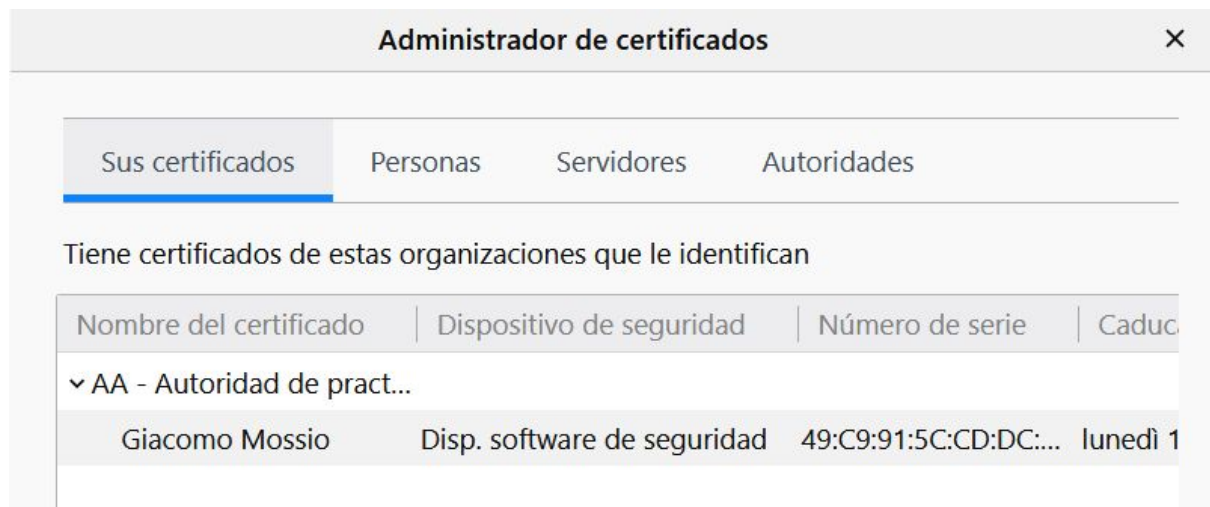 Administrador de certificados
Sus certificados Personas Servidores Autoridades
Tiene certificados de estas organizaciones que le identifican
Nombre del certificado Dispositivo de seguridad Número de serie Caduc
AA - Autoridad de pract...
Giacomo Mossio Disp. software de seguridad 49:C9:91:5C:CD:DC:... lunedì 1